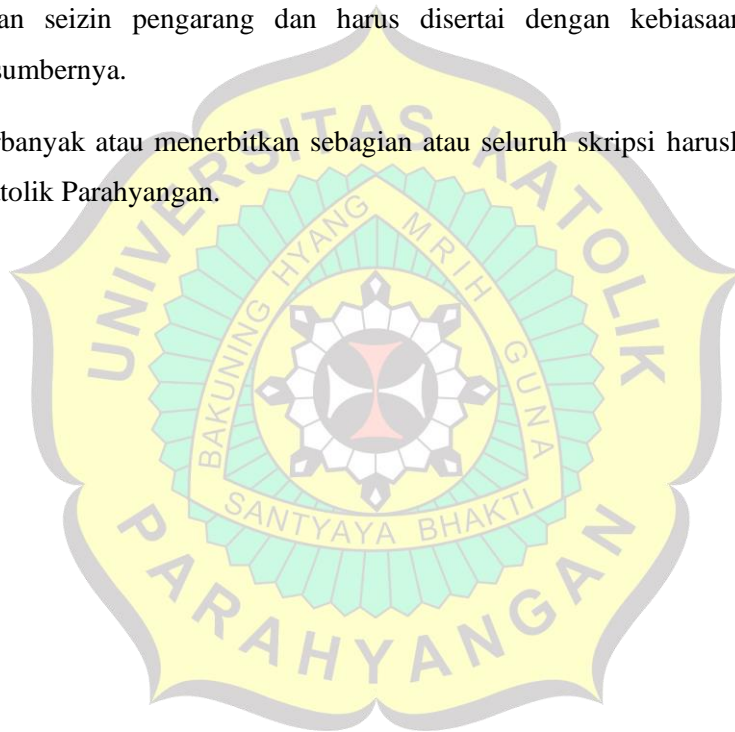 an seizin pengarang dan harus disertai dengan kebiasaan
sumbernya.
rbanyak atau menerbitkan sebagian atau seluruh skripsi harusl
tolik Parahyangan.
UNIVERSITAS KATOLIK
BAKUNING HYANG MRIH GUNA
SANTYAYA BHAKTI
PARAHYANGAN